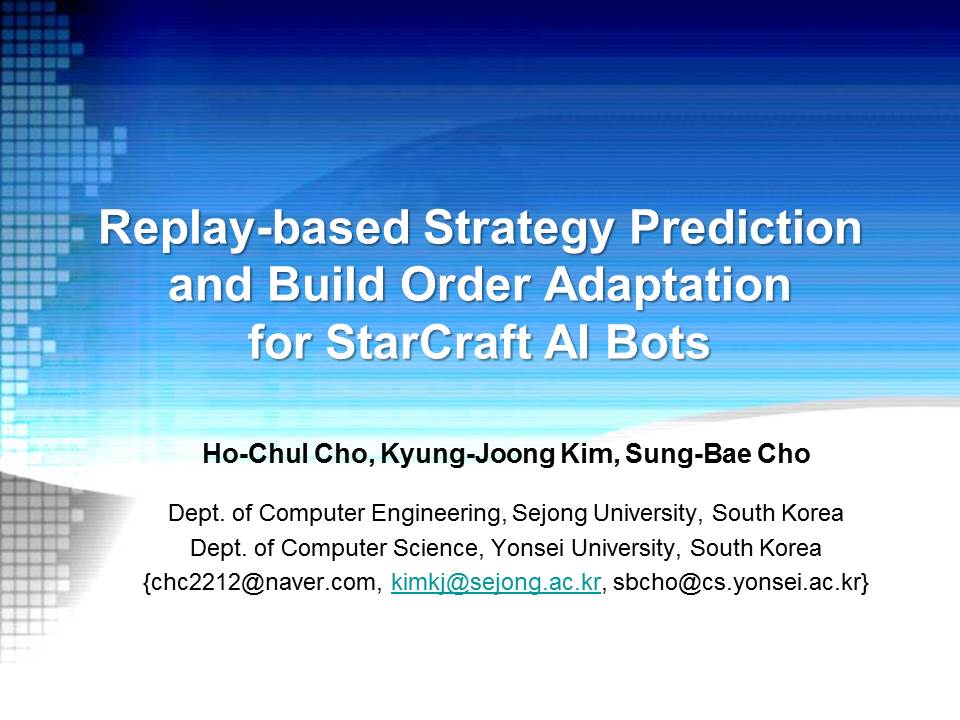 Replay-based Strategy Prediction
and Build Order Adaptation
for StarCraft AI Bots
Ho-Chul Cho, Kyung-Joong Kim, Sung-Bae Cho
Dept. of Computer Engineering, Sejong University, South Korea
Dept. of Computer Science, Yonsei University, South Korea
{chc2212@naver.com, kimkj@sejong.ac.kr, sbcho@cs.yonsei.ac.kr}